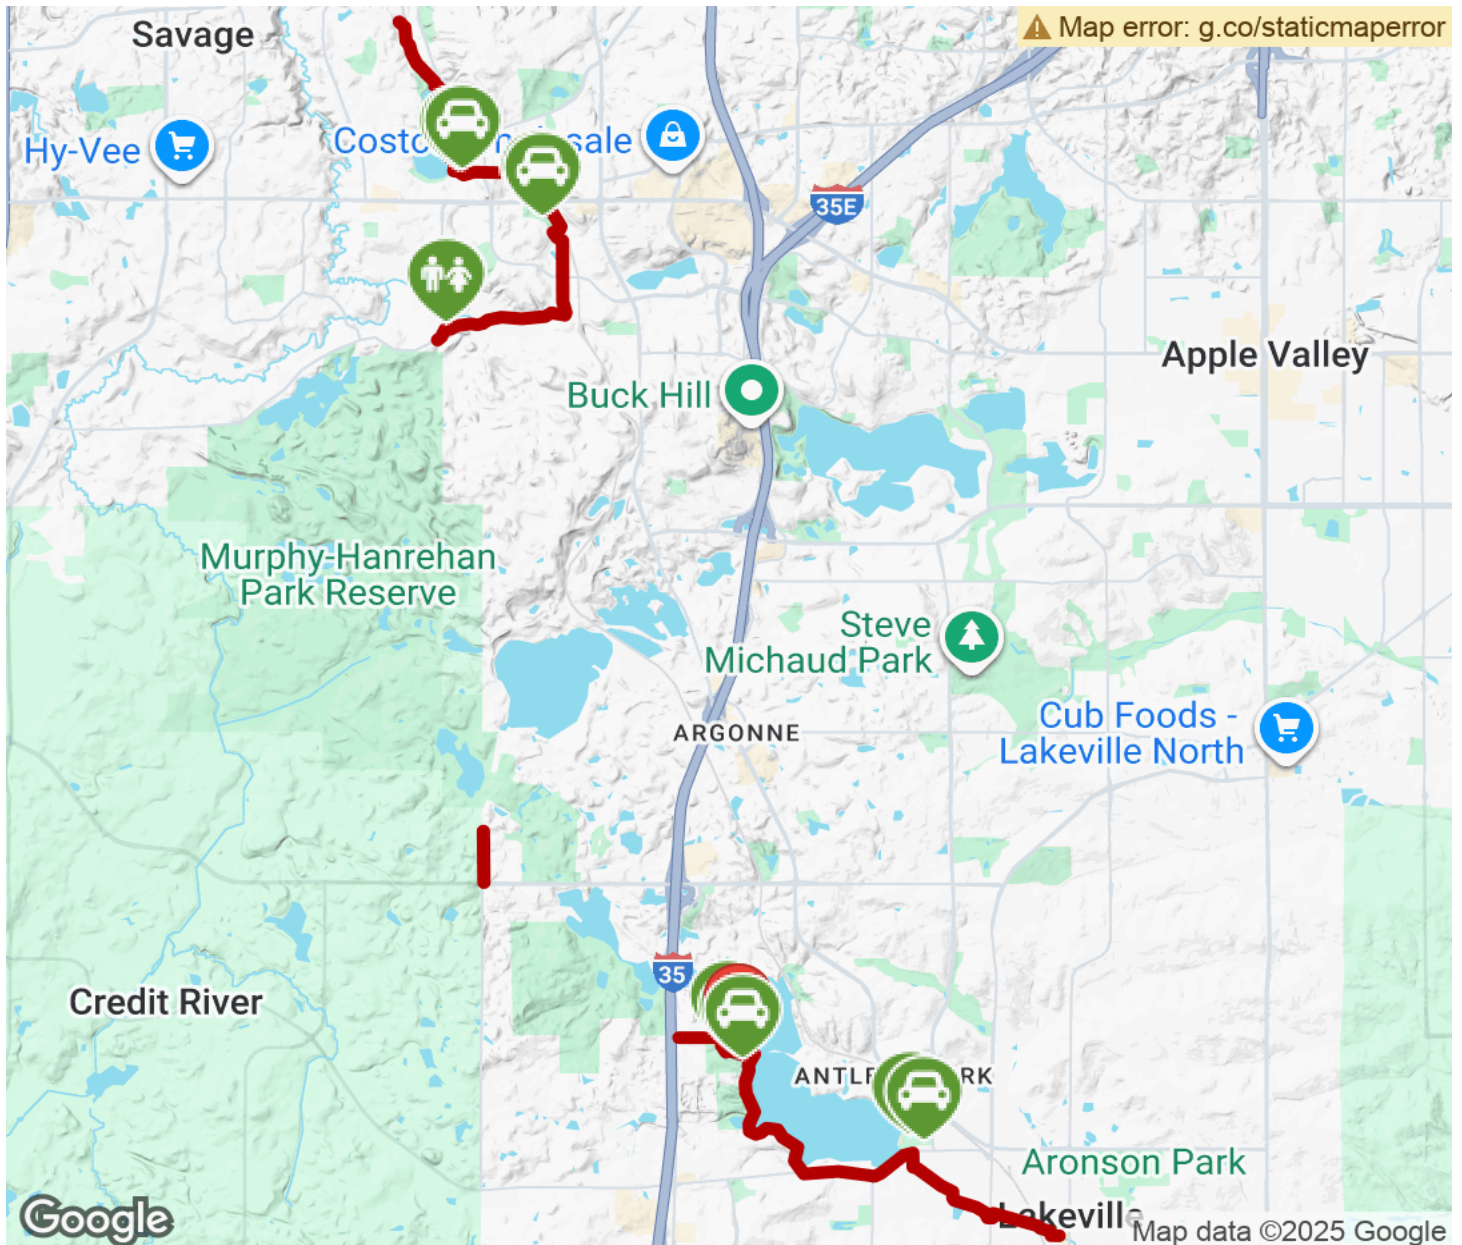 Savage
Map error: g.co/staticmaperror
Hy-Vee
35E
Apple Valley
Buck Hill
Murphy-Hanrehan
Park Reserve
Steve
Michaud Park
Cub Foods -
Lakeville North
ARGONNE
35
Credit River
Aronson Park
Lakeville
Google
Map data ©2025 Google